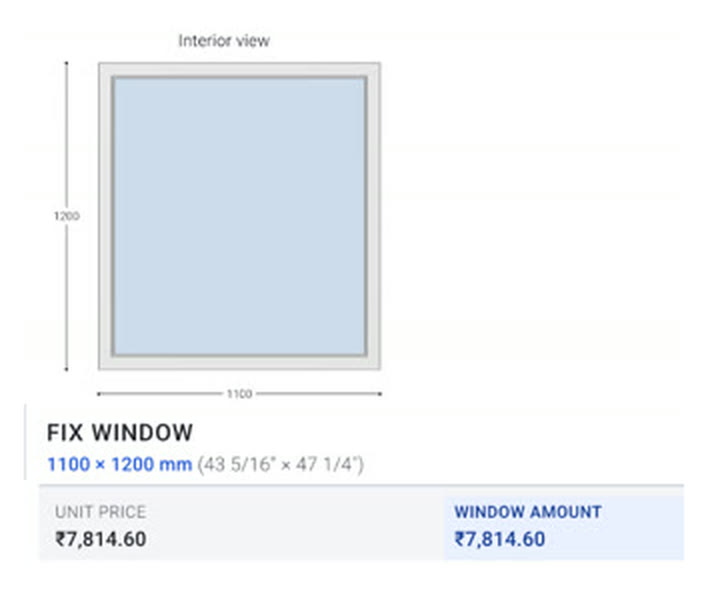 Interior view
1200
1100
FIX WINDOW
1100 × 1200 mm (43 5/16" × 47 1/4")
UNIT PRICE
₹7,814.60
WINDOW AMOUNT
₹7,814.60